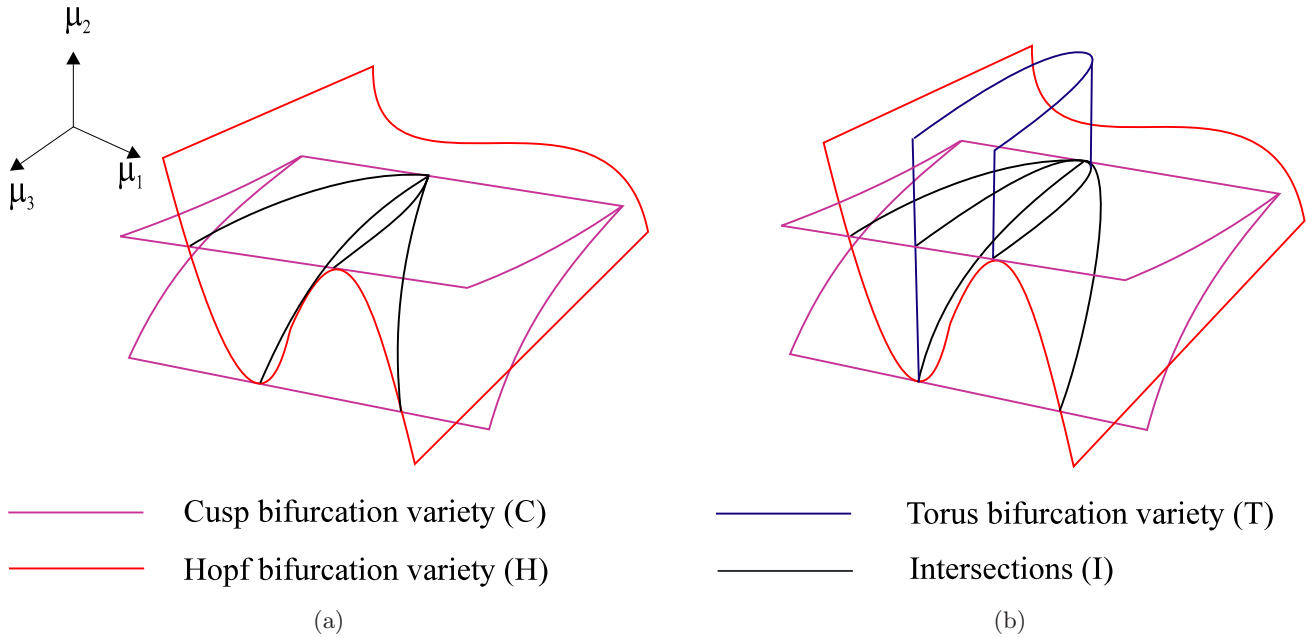 μ2
μ1
μ3
Cusp bifurcation variety (C)
Hopf bifurcation variety (H)
Torus bifurcation variety (T)
Intersections (I)
(a)
(b)